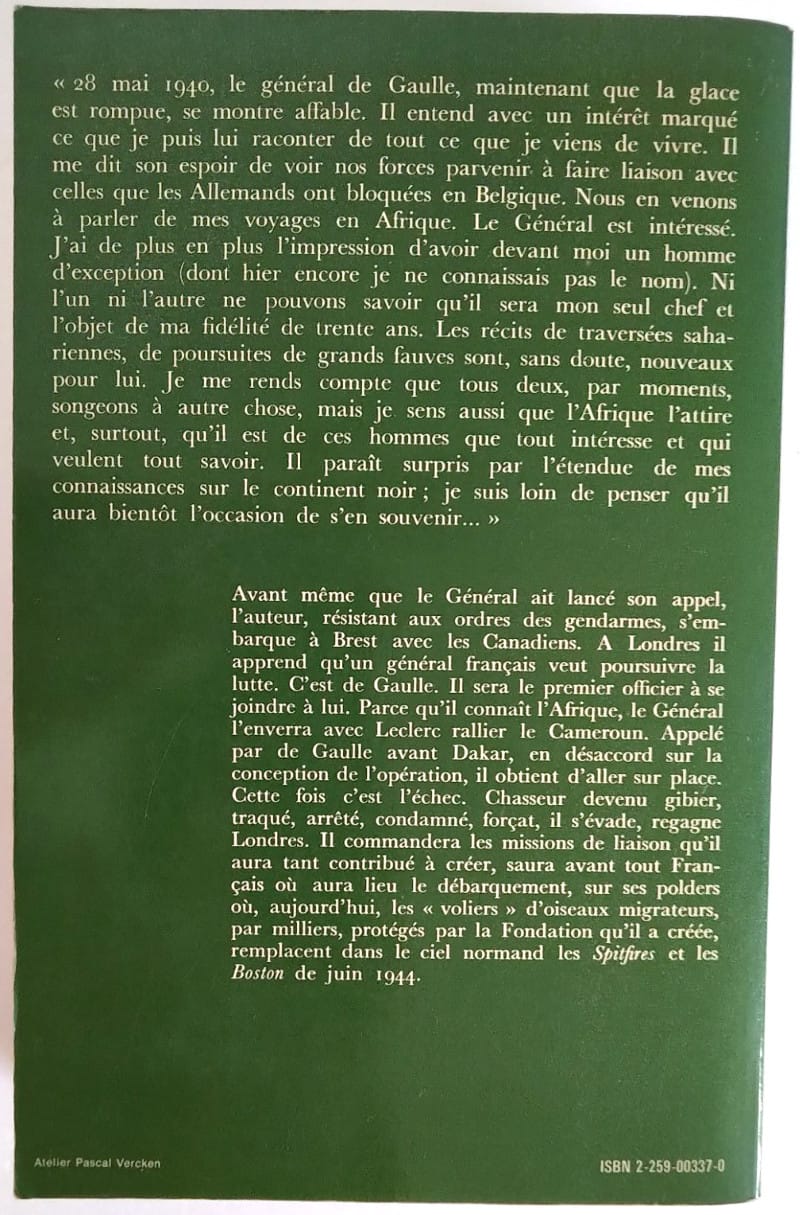 « 28 mai 1940, le général de Gaulle, maintenant que la glace
est rompue, se montre affable. Il entend avec un intérêt marqué
ce que je puis lui raconter de tout ce que je viens de vivre. Il
me dit son espoir de voir nos forces parvenir à faire liaison avec
celles que les Allemands ont bloquées en Belgique. Nous en venons
à parler de mes voyages en Afrique. Le Général est intéressé.
J'ai de plus en plus l'impression d'avoir devant moi un homme
d'exception (dont hier encore je ne connaissais pas le nom). Ni
l'un ni l'autre ne pouvons savoir qu'il sera mon seul chef et
l'objet de ma fidélité de trente ans. Les récits de traversées saha-
riennes, de poursuites de grands fauves sont, sans doute, nouveaux
pour lui. Je me rends compte que tous deux, par moments,
songeons à autre chose, mais je sens aussi que l'Afrique l'attire
et, surtout, qu'il est de ces hommes que tout intéresse et qui
veulent tout savoir. Il paraît surpris par l'étendue de mes
connaissances sur le continent noir ; je suis loin de penser qu'il
aura bientôt l'occasion de s'en souvenir... »
Avant même que le Général ait lancé son appel,
l'auteur, résistant aux ordres des gendarmes, s'em-
barque à Brest avec les Canadiens. A Londres il
apprend qu'un général français veut poursuivre la
lutte. C'est de Gaulle. Il sera le premier officier à se
joindre à lui. Parce qu'il connaît l'Afrique, le Général
l'enverra avec Leclerc rallier le Cameroun. Appelé
par de Gaulle avant Dakar, en désaccord sur la
conception de l'opération, il obtient d'aller sur place.
Cette fois c'est l'échec. Chasseur devenu gibier,
traqué, arrêté, condamné, forçat, il s'évade, regagne
Londres. Il commandera les missions de liaison qu'il
aura tant contribué à créer, saura avant tout Fran-
çais où aura lieu le débarquement, sur ses polders
où, aujourd'hui, les « voliers » d'oiseaux migrateurs,
par milliers, protégés par la Fondation qu'il a créée,
remplacent dans le ciel normand les Spitfires et les
Boston de juin 1944.
Atelier Pascal Vercken
ISBN 2-259-00337-0